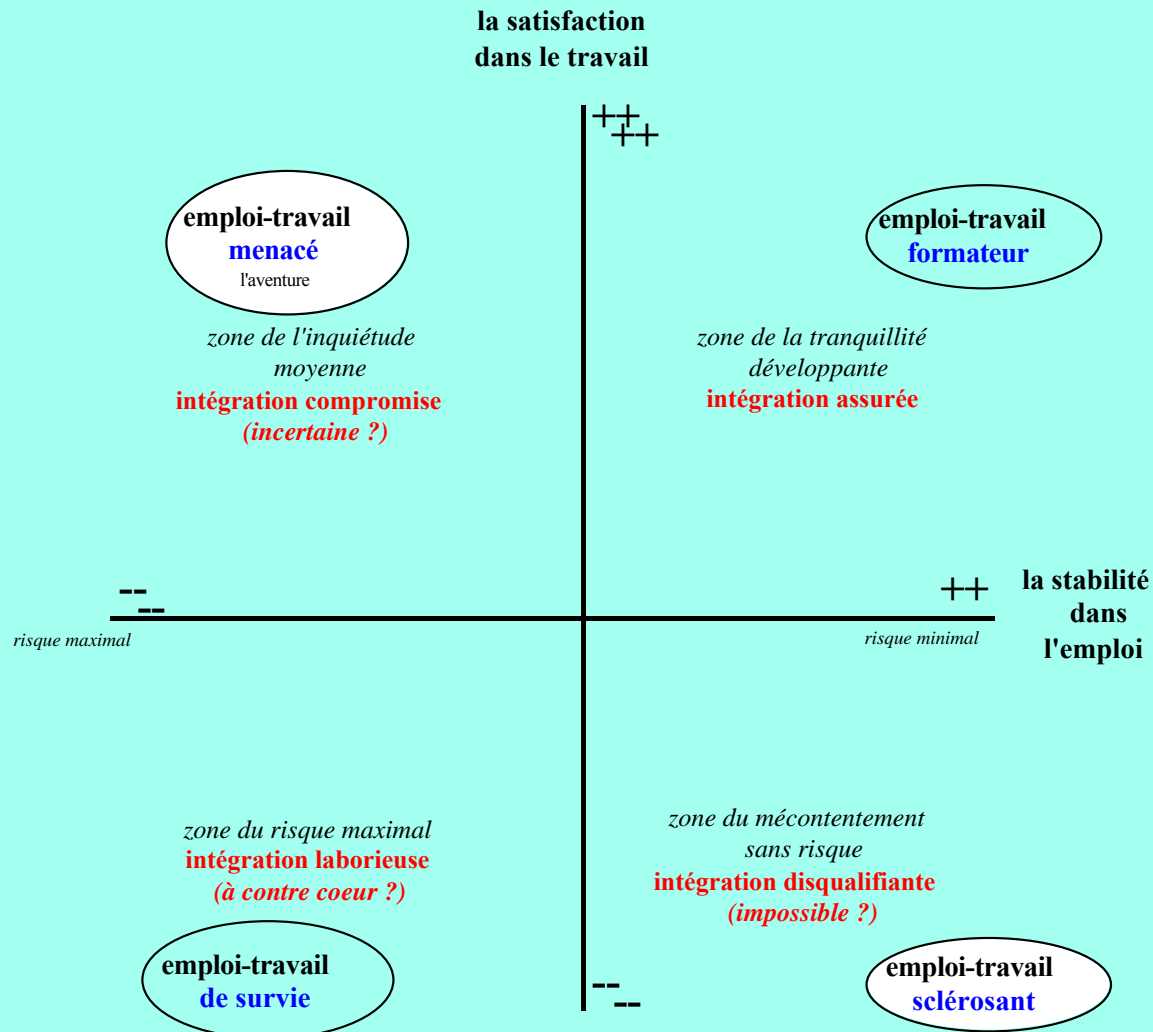 la satisfaction
dans le travail
++
++
emploi-travail
menacé
l'aventure
emploi-travail
formateur
zone de l'inquiétude
moyenne
intégration compromise
(incertaine ?)
zone de la tranquillité
développante
intégration assurée
--
--
risque maximal
++
risque minimal
la stabilité
dans
l'emploi
zone du risque maximal
intégration laborieuse
(à contre coeur ?)
zone du mécontentement
sans risque
intégration disqualifiante
(impossible ?)
emploi-travail
de survie
--
--
emploi-travail
sclérosant